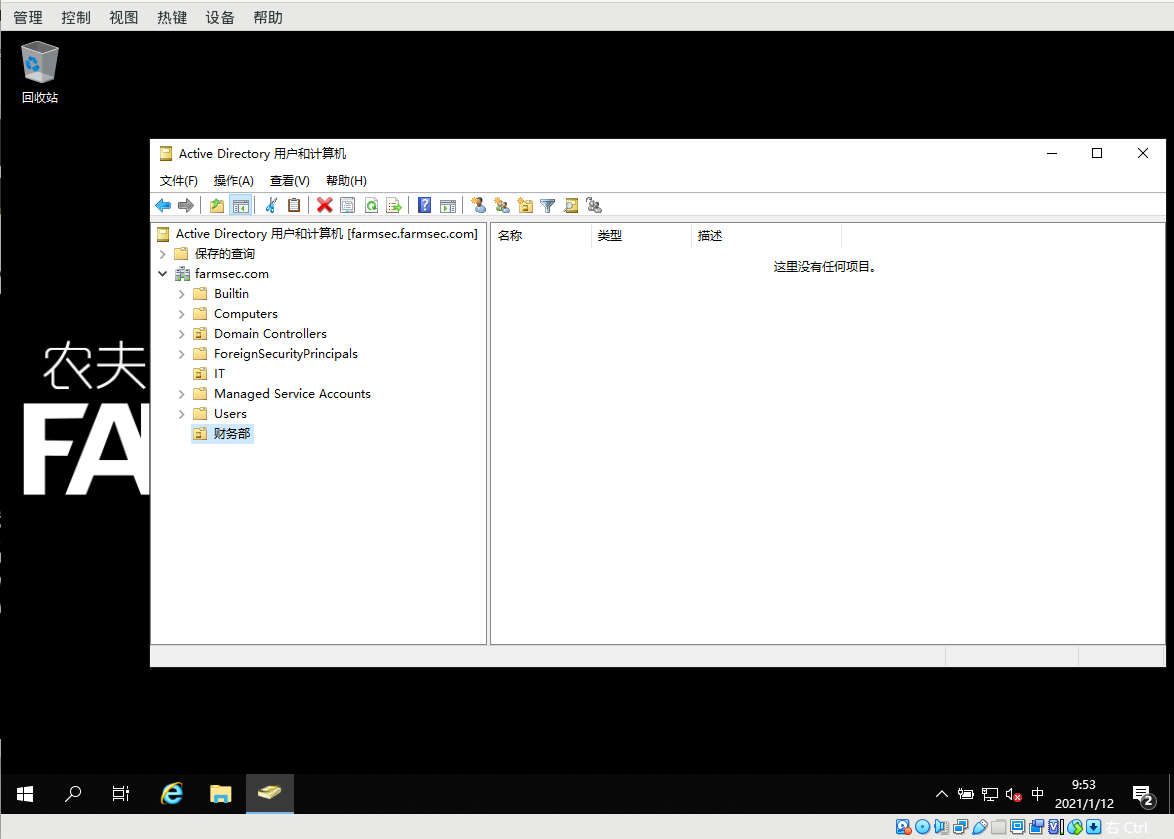 管理 控制 视图 热键 设备 帮助
回收站
Active Directory 用户和计算机
文件(F) 操作(A) 查看(V) 帮助(H)
Active Directory 用户和计算机 [farmsec.farmsec.com]
保存的查询
farmsec.com
Builtin
Computers
Domain Controllers
ForeignSecurityPrincipals
IT
Managed Service Accounts
Users
财务部
名称 类型 描述
这里没有任何项目。
农夫
FA
中
9:53
2021/1/12
2
右 Ctrl